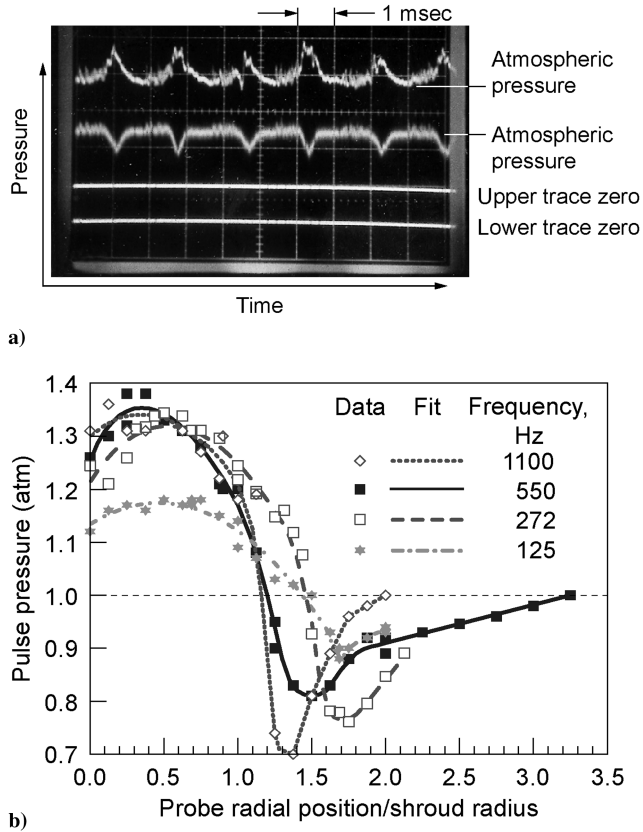 1 msec
Atmospheric
pressure
Atmospheric
pressure
Upper trace zero
Lower trace zero
Pressure
Time
a)
1.4
1.3
1.2
1.1
1.0
0.9
0.8
0.7
Pulse pressure (atm)
Data Fit Frequency,
Hz
1100
550
272
125
0.0 0.5 1.0 1.5 2.0 2.5 3.0 3.5
Probe radial position/shroud radius
b)